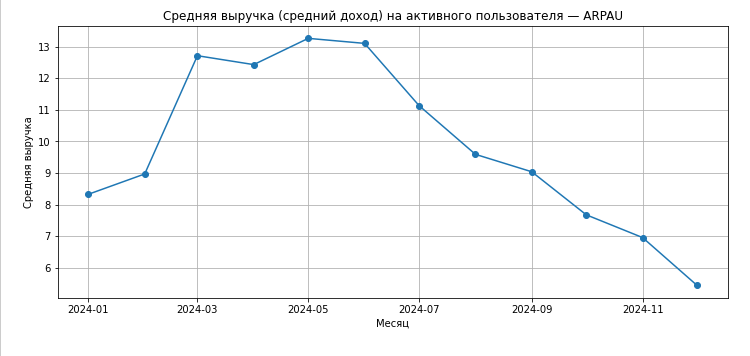 Средняя выручка (средний доход) на активного пользователя — ARPAU
13
12
11
10
9
8
7
6
Средняя выручка
2024-01 2024-03 2024-05 2024-07 2024-09 2024-11
Месяц